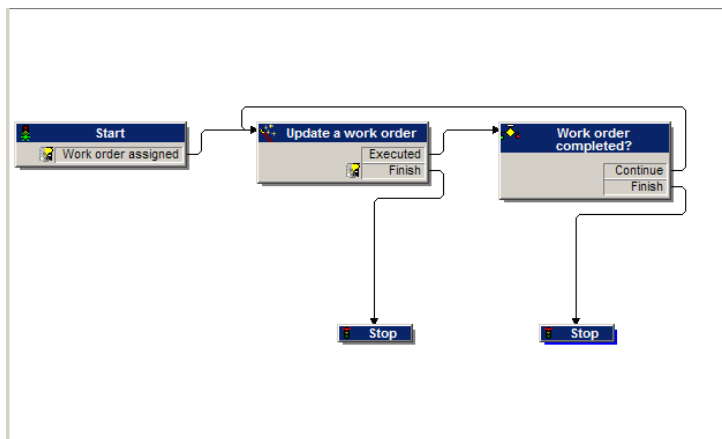 Start
Work order assigned
Update a work order
Executed
Finish
Work order
completed?
Continue
Finish
Stop
Stop